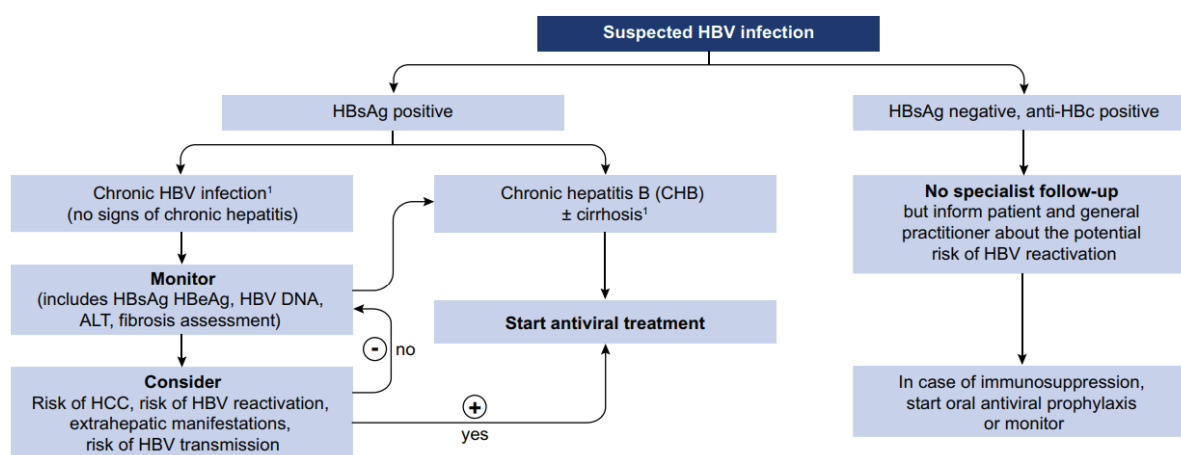 Suspected HBV infection
HBsAg positive
HBsAg negative, anti-HBc positive
Chronic HBV infection¹
(no signs of chronic hepatitis)
Chronic hepatitis B (CHB)
± cirrhosis¹
No specialist follow-up
but inform patient and general
practitioner about the potential
risk of HBV reactivation
Monitor
(includes HBsAg HBeAg, HBV DNA,
ALT, fibrosis assessment)
Start antiviral treatment
- no
Consider
Risk of HCC, risk of HBV reactivation,
extrahepatic manifestations,
risk of HBV transmission
+
yes
In case of immunosuppression,
start oral antiviral prophylaxis
or monitor